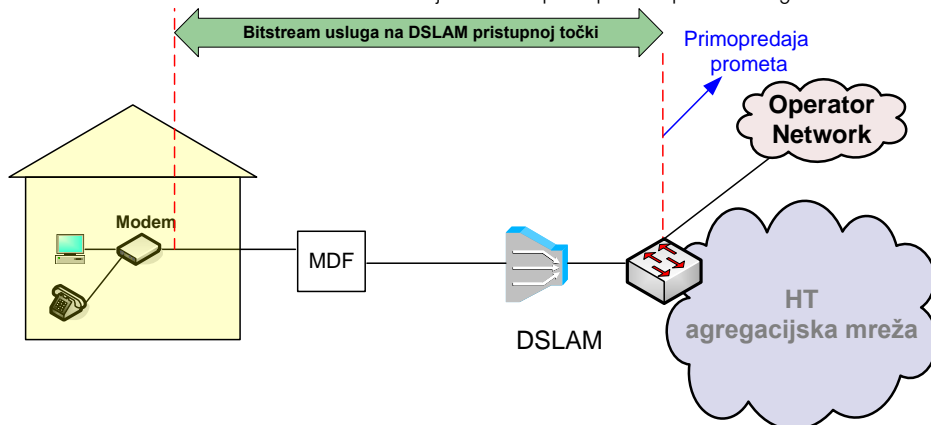 Bitstream usluga na DSLAM pristupnoj točki
Primopredaja
prometa
Operator
Network
Modem
MDF
DSLAM
HT
agregacijska mreža